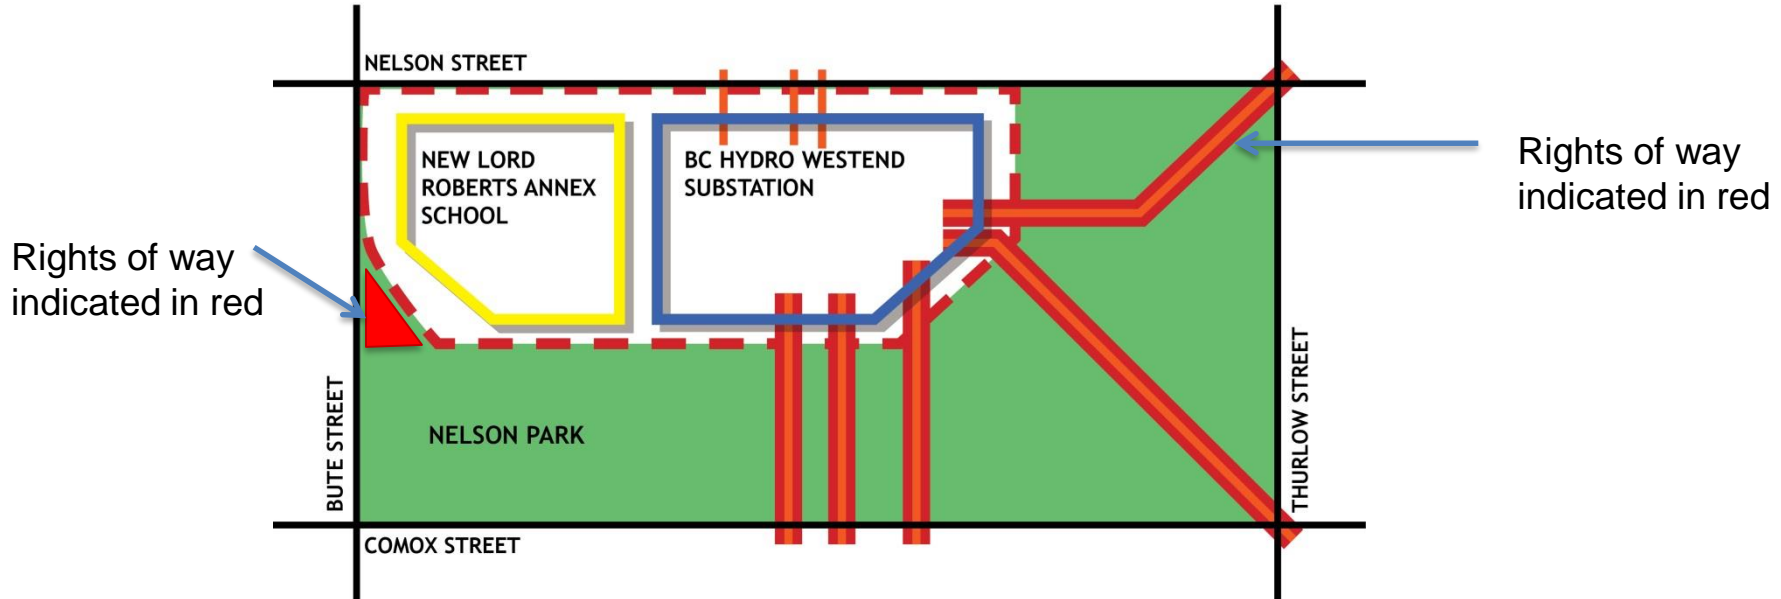 NELSON STREET
NEW LORD
ROBERTS ANNEX
SCHOOL
BC HYDRO WESTEND
SUBSTATION
Rights of way
indicated in red
Rights of way
indicated in red
BUTE STREET
NELSON PARK
THURLOW STREET
COMOX STREET